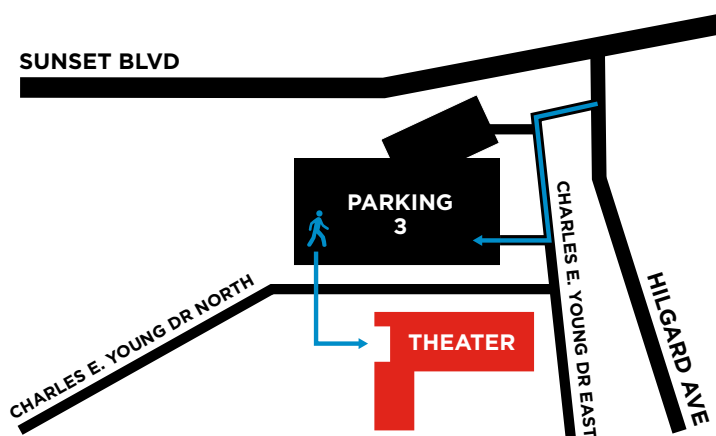 SUNSET BLVD
PARKING
3
CHARLES E. YOUNG DR EAST
HILGARD AVE
CHARLES E. YOUNG DR NORTH
THEATER